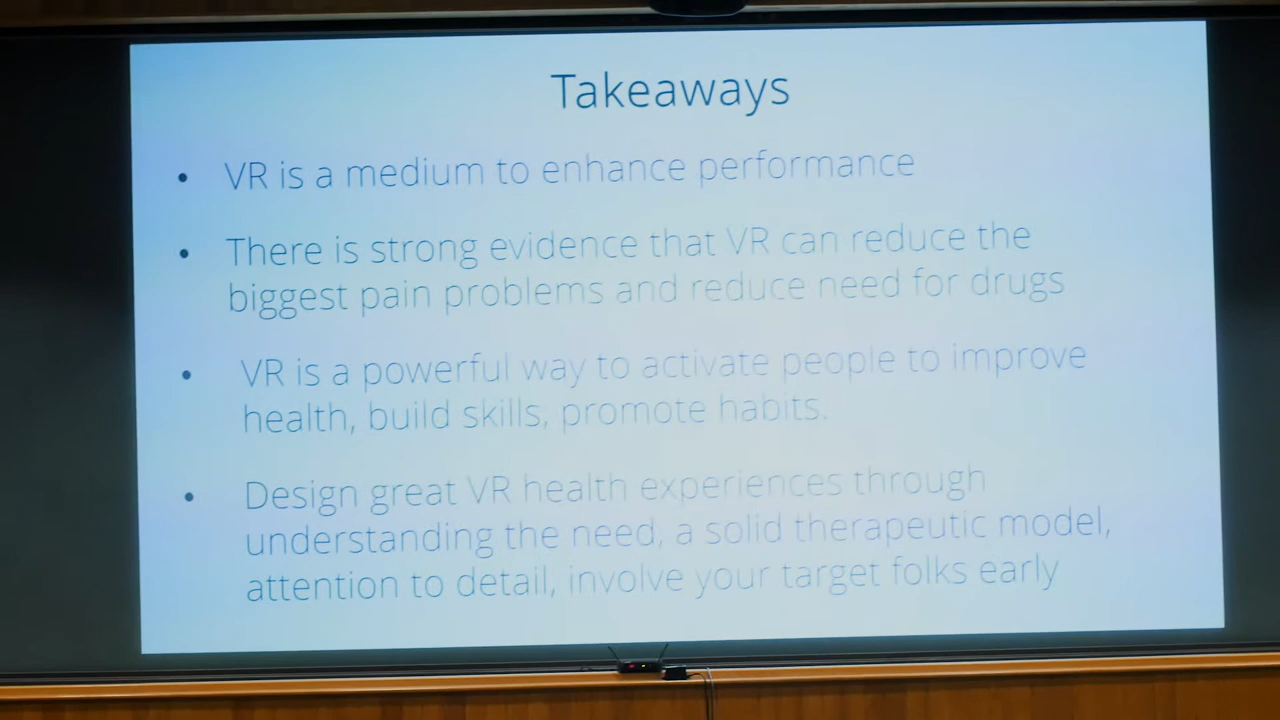 Takeaways
• VR is a medium to enhance performance
• There is strong evidence that VR can reduce the
biggest pain problems and reduce need for drugs
• VR is a powerful way to activate people to improve
health, build skills, promote habits.
• Design great VR health experiences through
understanding the need, a solid therapeutic model,
attention to detail, involve your target folks early